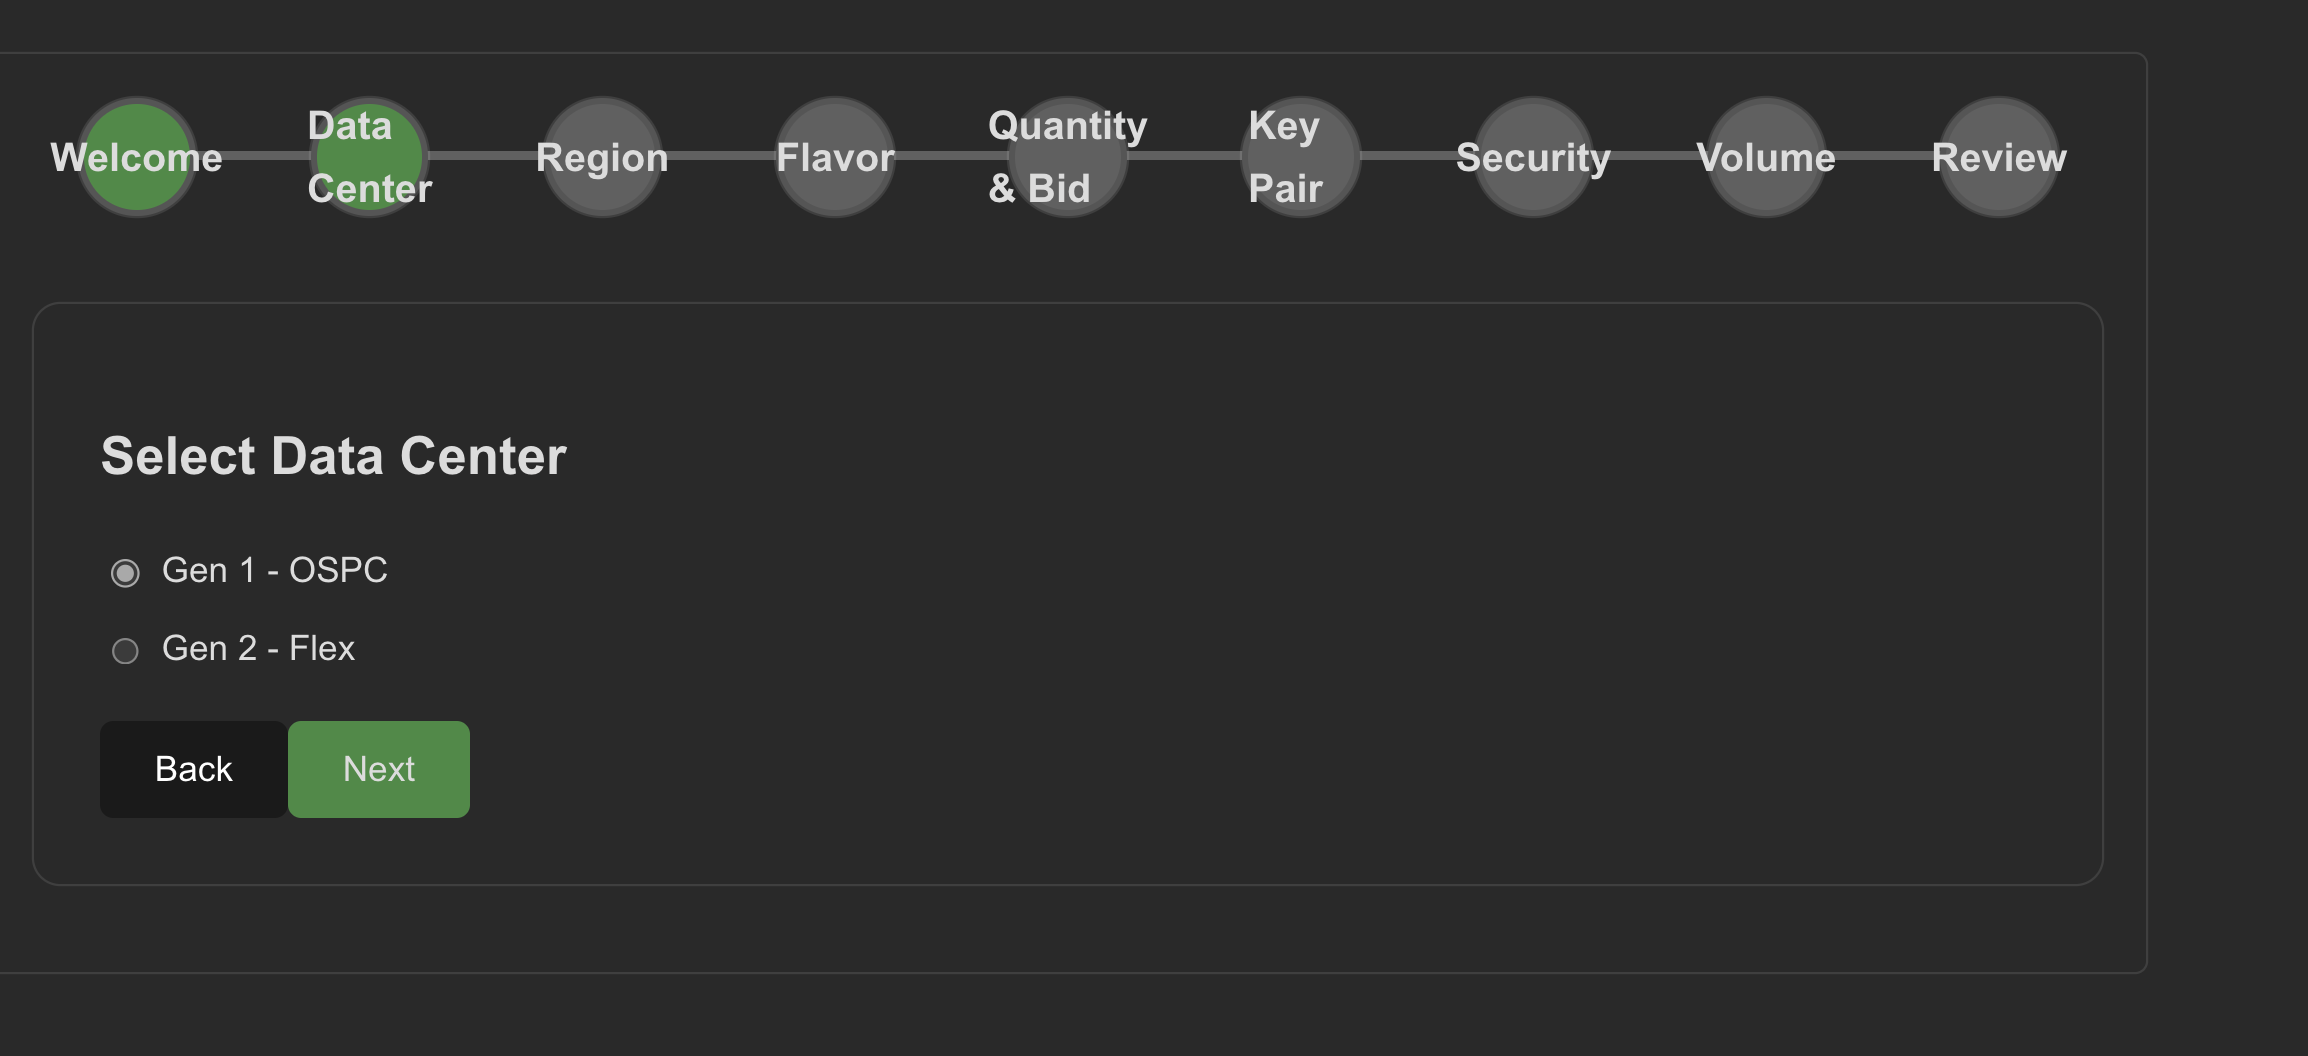 Welcome
Data
Center
Region
Flavor
Quantity
& Bid
Key
Pair
Security
Volume
Review
Select Data Center
Gen 1 - OSPC
Gen 2 - Flex
Back
Next